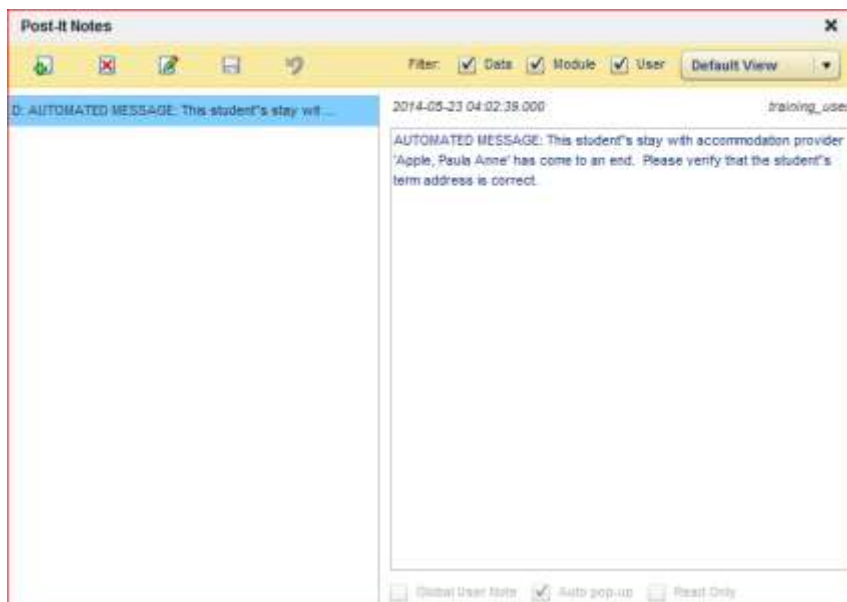 Post-It Notes
Filter: Data Module User Default View
D: AUTOMATED MESSAGE: This student"s stay wit ...
2014-05-23 04:02:39.000 training_user
AUTOMATED MESSAGE: This student"s stay with accommodation provider
'Apple, Paula Anne' has come to an end. Please verify that the student"s
term address is correct.
Global User Note Auto pop-up Read Only